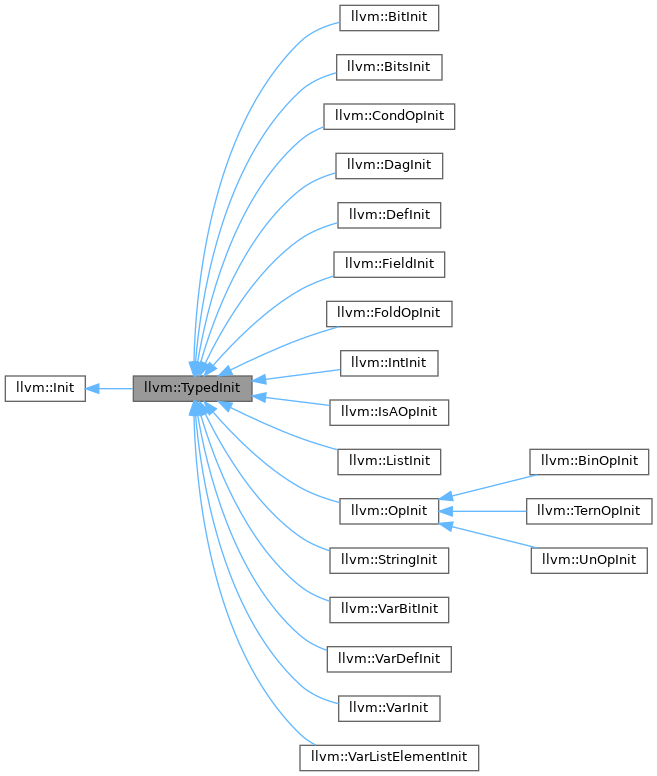 llvm::BitInit
llvm::BitsInit
llvm::CondOpInit
llvm::DagInit
llvm::DefInit
llvm::FieldInit
llvm::FoldOpInit
llvm::IntInit
llvm::Init
llvm::TypedInit
llvm::IsAOpInit
llvm::ListInit
llvm::BinOpInit
llvm::OpInit
llvm::TernOpInit
llvm::StringInit
llvm::UnOpInit
llvm::VarBitInit
llvm::VarDefInit
llvm::VarInit
llvm::VarListElementInit